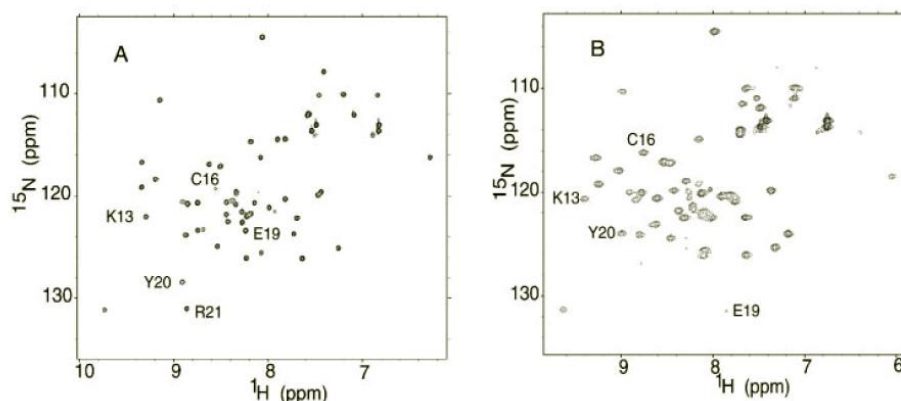 A
B
110
120
130
15N (ppm)
C16
K13
E19
Y20
R21
10
9
8
7
1H (ppm)
110
120
130
15N (ppm)
C16
K13
Y20
E19
9
8
7
6
1H (ppm)